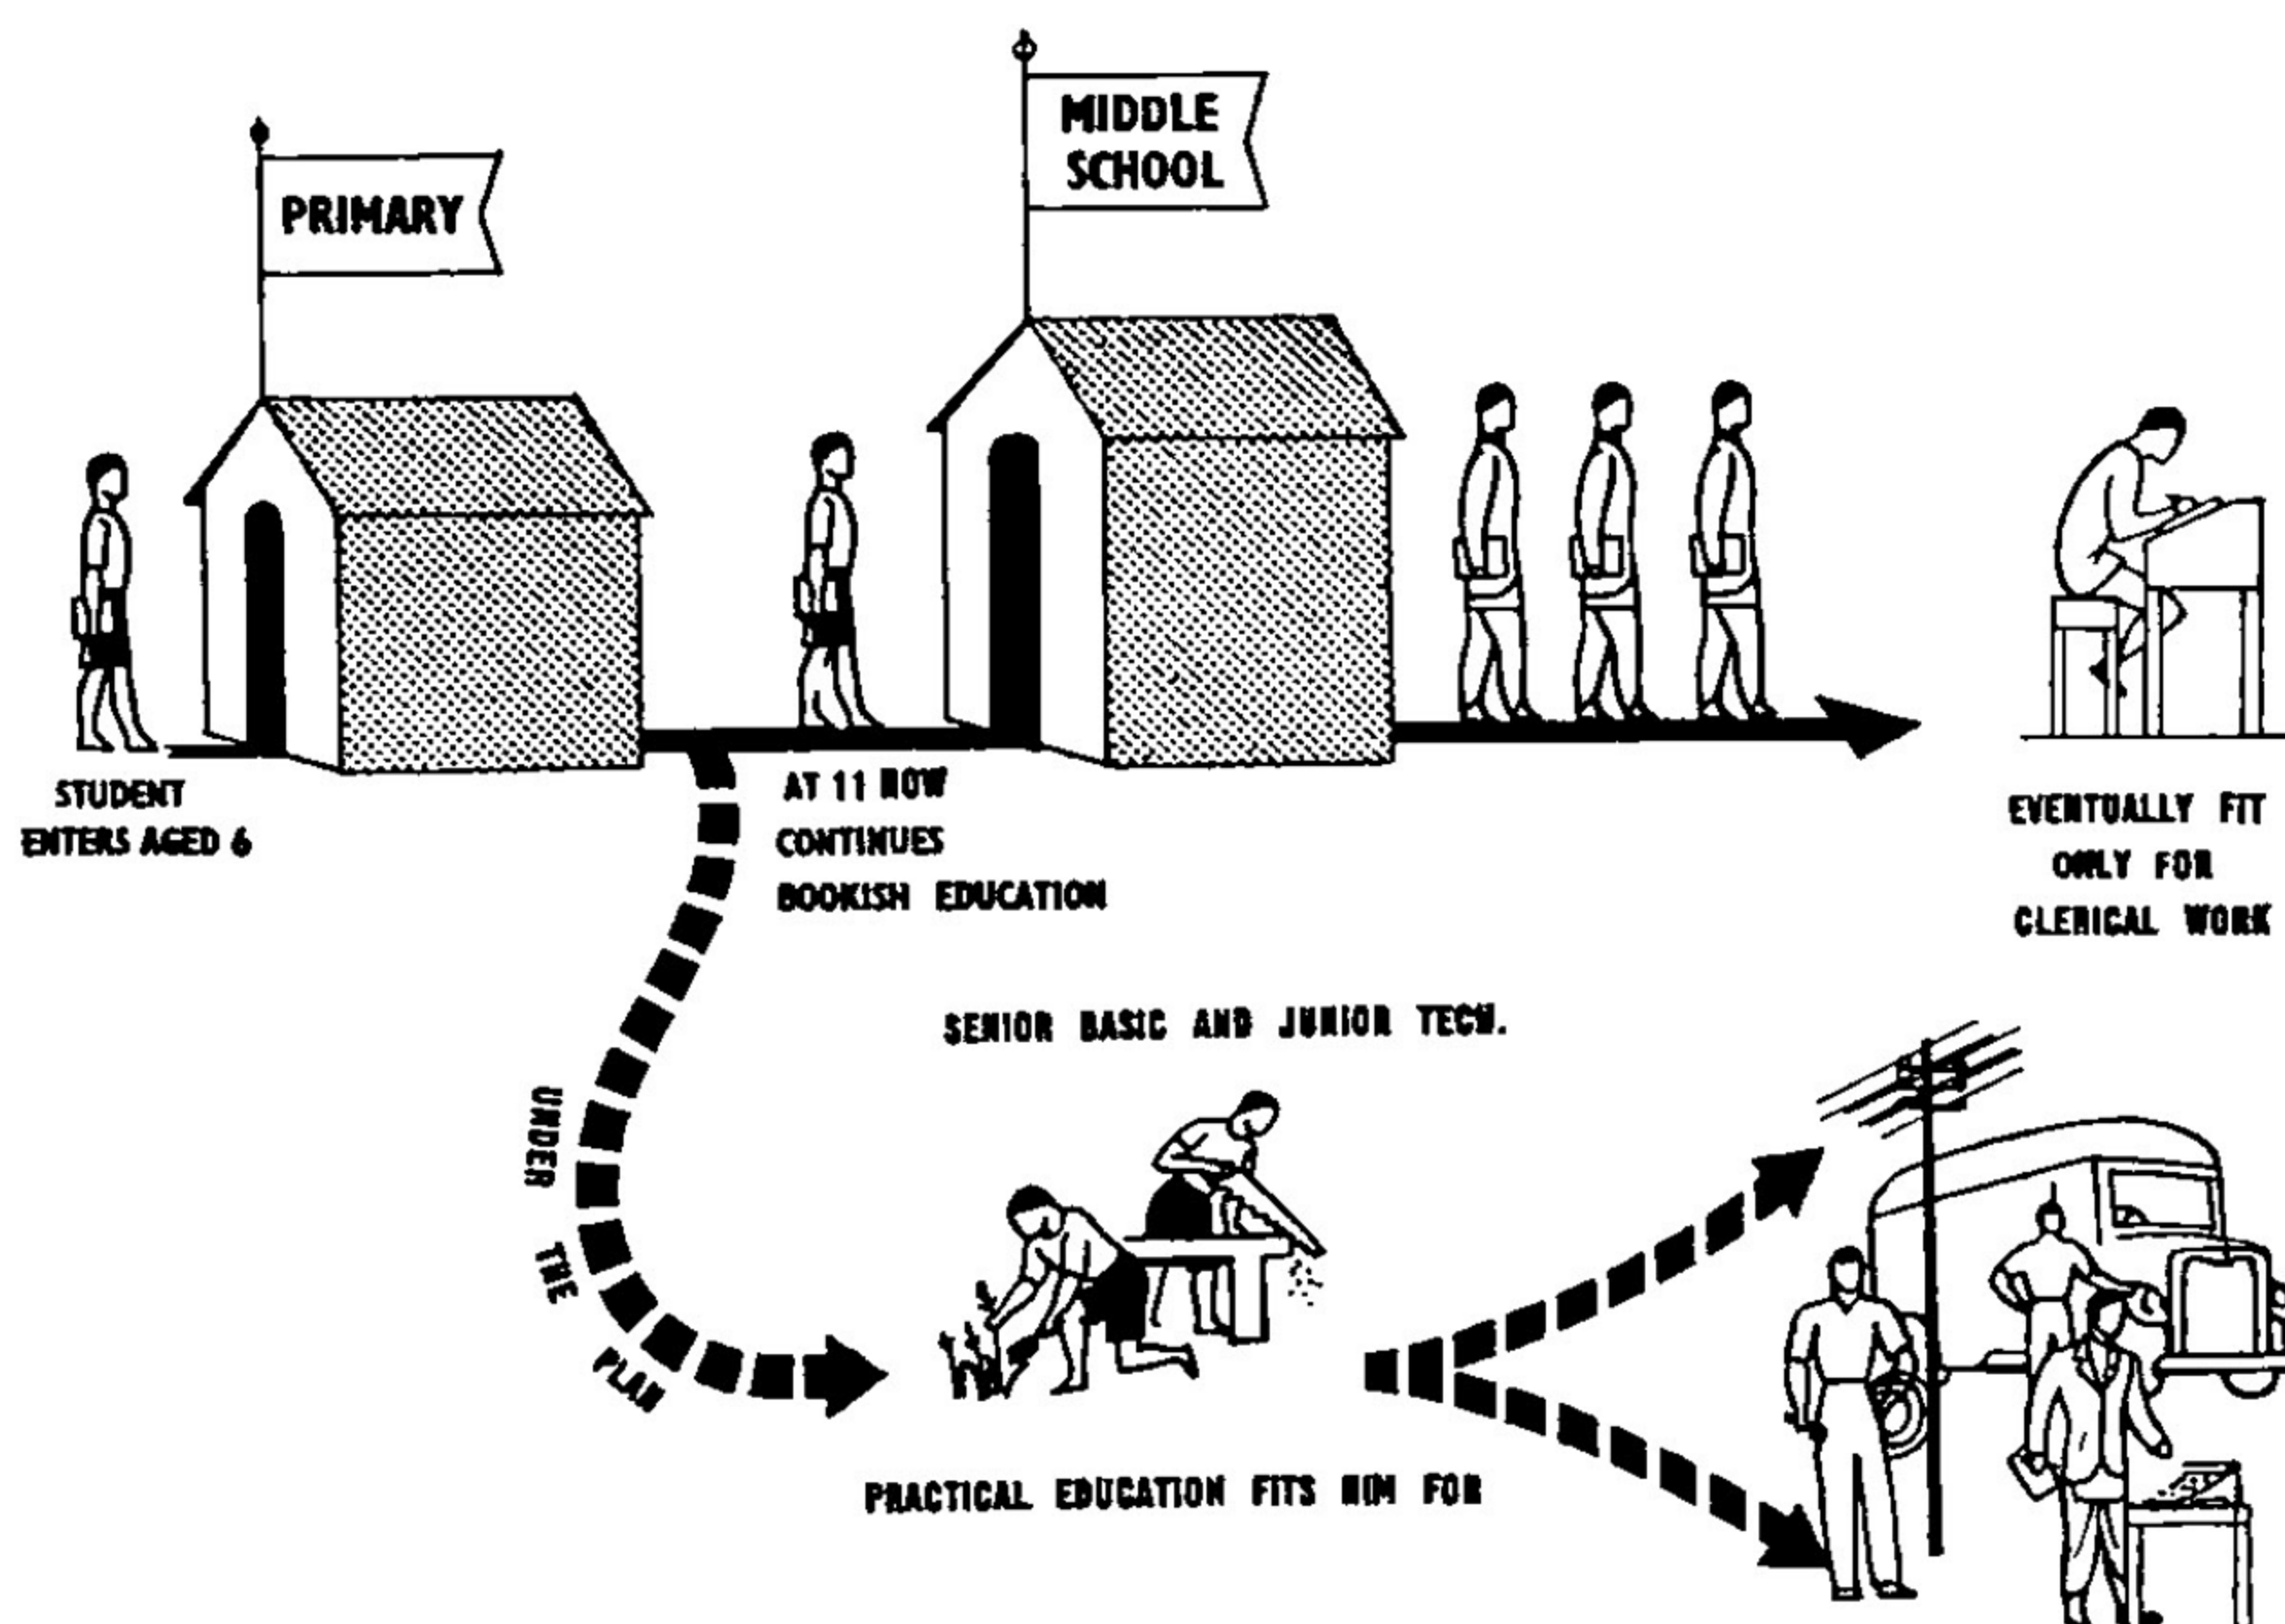 PRIMARY
MIDDLE
SCHOOL
STUDENT
ENTERS AGED 6
AT 11 NOW
CONTINUES
BOOKISH EDUCATION
EVENTUALLY FIT
ONLY FOR
CLERICAL WORK
SENIOR BASIC AND JUNIOR TECH.
UNDER THE PLAN
PRACTICAL EDUCATION FITS HIM FOR